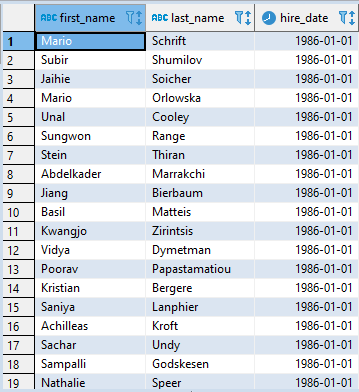 ABC first_name ABC last_name hire_date
1 Mario Schrift 1986-01-01
2 Subir Shumilov 1986-01-01
3 Jaihie Soicher 1986-01-01
4 Mario Orlowska 1986-01-01
5 Unal Cooley 1986-01-01
6 Sungwon Range 1986-01-01
7 Stein Thiran 1986-01-01
8 Abdelkader Marrakchi 1986-01-01
9 Jiang Bierbaum 1986-01-01
10 Basil Matteis 1986-01-01
11 Kwangjo Zirintsis 1986-01-01
12 Vidya Dymetman 1986-01-01
13 Poorav Papastamatiou 1986-01-01
14 Kristian Bergere 1986-01-01
15 Saniya Lanphier 1986-01-01
16 Achilleas Kroft 1986-01-01
17 Sachar Undy 1986-01-01
18 Sampalli Godskesen 1986-01-01
19 Nathalie Speer 1986-01-01